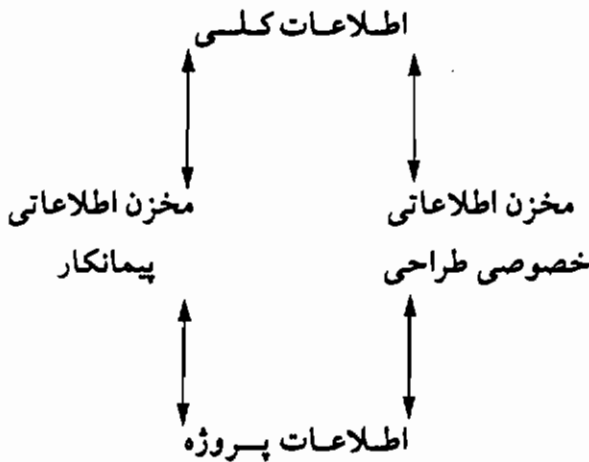 اطلاعات کلی
مخزن اطلاعاتی
خصوصی طراحی
مخزن اطلاعاتی
پیمانکار
اطلاعات پروژه